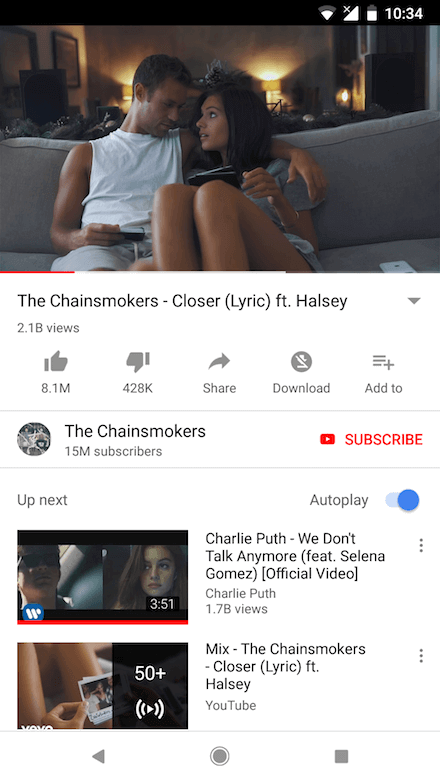 10:34
The Chainsmokers - Closer (Lyric) ft. Halsey
2.1B views
8.1M
428K
Share
Download
Add to
The Chainsmokers
15M subscribers
SUBSCRIBE
Up next
Autoplay
Charlie Puth - We Don't
Talk Anymore (feat. Selena
Gomez) [Official Video]
Charlie Puth
1.7B views
3:51
Mix - The Chainsmokers
- Closer (Lyric) ft.
Halsey
YouTube
50+
vevo